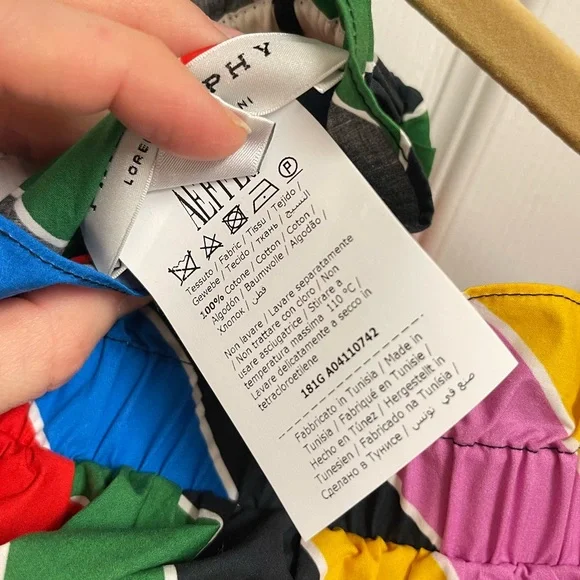 PHY
LORE
NI
AEFFE
P
Tessuto / Fabric / Tissu / Tejido /
Gewebe / Tecido / ткань / النسيج
100% Cotone / Cotton / Coton /
Algodón / Baumwolle / Algodão /
Хлопок / قطن
Non lavare / Lavare separatamente
/ Non trattare con cloro / Non
usare asciugatrice / Stirare a
temperatura massima 110 °C /
Lavare delicatamente a secco in
tetracloroetilene
181G A04110742
Fabbricato in Tunisia / Made in
Tunisia / Fabriqué en Tunisie /
Hecho en Túnez / Hergestellt in
Tunesien / Fabricado na Tunísia /
Сделано в Тунисе / صنع في تونس